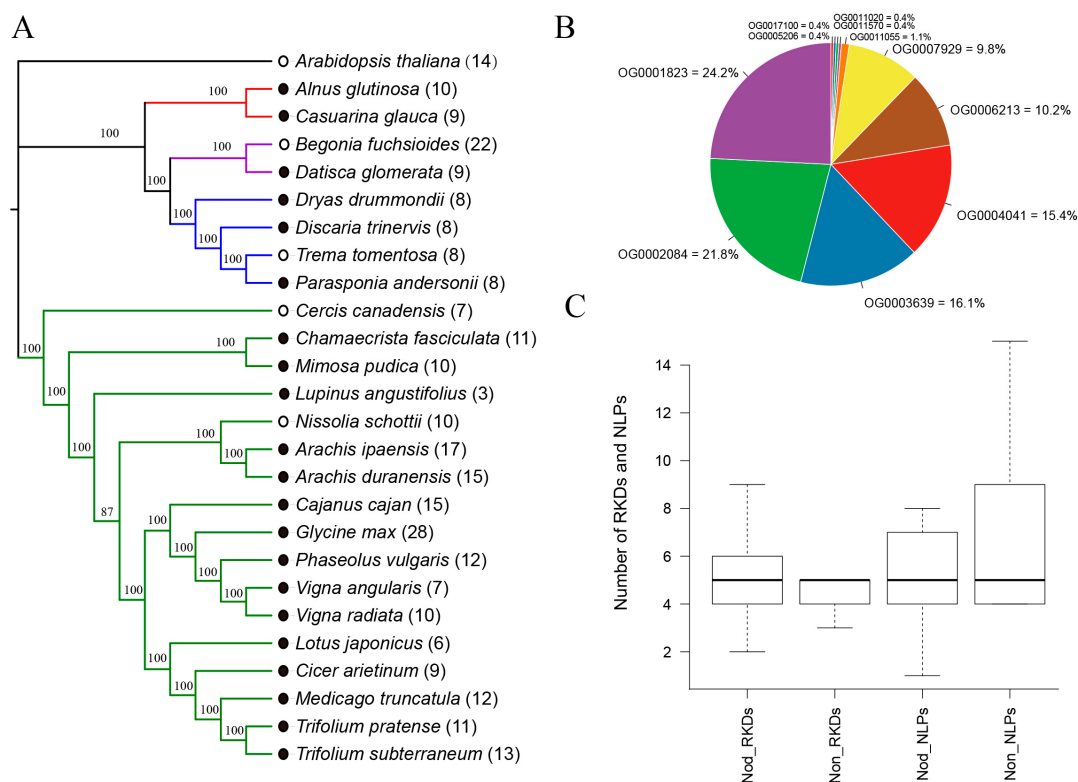 A
Arabidopsis thaliana (14)
100
Alnus glutinosa (10)
Casuarina glauca (9)
100
Begonia fuchsioides (22)
100
Datisca glomerata (9)
100
Dryas drummondii (8)
100
Discaria trinervis (8)
100
Trema tomentosa (8)
100
Parasponia andersonii (8)
Cercis canadensis (7)
100
Chamaecrista fasciculata (11)
100
Mimosa pudica (10)
100
Lupinus angustifolius (3)
100
Nissolia schottii (10)
100
Arachis ipaensis (17)
100
Arachis duranensis (15)
87
Cajanus cajan (15)
100
Glycine max (28)
100
Phaseolus vulgaris (12)
100
Vigna angularis (7)
100
Vigna radiata (10)
100
Lotus japonicus (6)
100
Cicer arietinum (9)
100
Medicago truncatula (12)
100
Trifolium pratense (11)
100
Trifolium subterraneum (13)
B
OG0011020 = 0.4%
OG0017100 = 0.4%
OG0011570 = 0.4%
OG0005206 = 0.4%
OG0011055 = 1.1%
OG0007929 = 9.8%
OG0001823 = 24.2%
OG0006213 = 10.2%
OG0004041 = 15.4%
OG0002084 = 21.8%
OG0003639 = 16.1%
C
Number of RKDs and NLPs
14
12
10
8
6
4
2
Nod_RKDs
Non_RKDs
Nod_NLPs
Non_NLPs